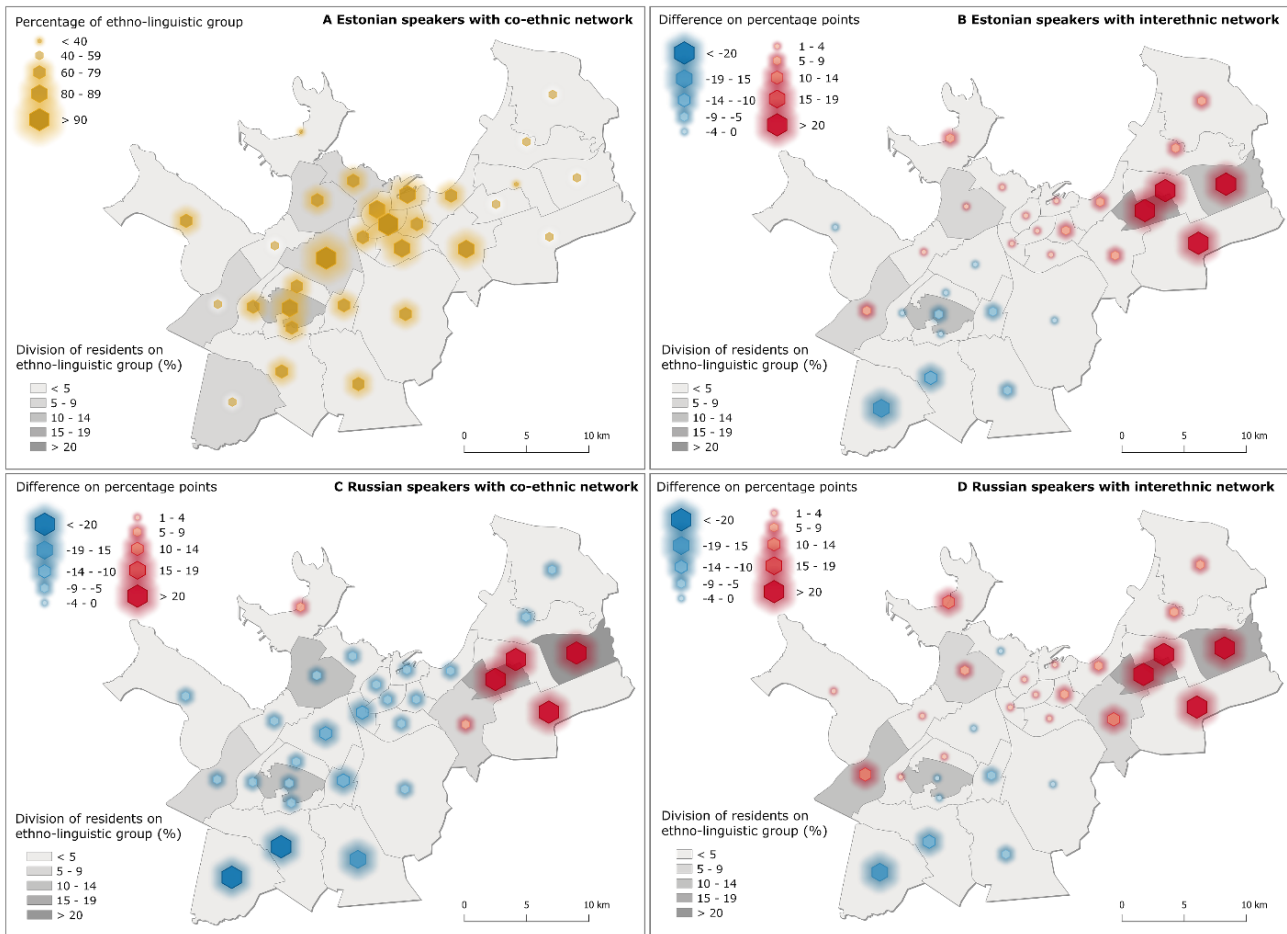 Percentage of ethno-linguistic group
A Estonian speakers with co-ethnic network
< 40
40 - 59
60 - 79
80 - 89
> 90
Division of residents on
ethno-linguistic group (%)
< 5
5 - 9
10 - 14
15 - 19
> 20
0 10 km
Difference on percentage points
B Estonian speakers with interethnic network
< -20
-19 - 15
-14 - -10
-9 - -5
-4 - 0
1 - 4
5 - 9
10 - 14
15 - 19
> 20
Division of residents on
ethno-linguistic group (%)
< 5
5 - 9
10 - 14
15 - 19
> 20
0 10 km
Difference on percentage points
C Russian speakers with co-ethnic network
< -20
-19 - 15
-14 - -10
-9 - -5
-4 - 0
1 - 4
5 - 9
10 - 14
15 - 19
> 20
Division of residents on
ethno-linguistic group (%)
< 5
5 - 9
10 - 14
15 - 19
> 20
0 10 km
Difference on percentage points
D Russian speakers with interethnic network
< -20
-19 - 15
-14 - -10
-9 - -5
-4 - 0
1 - 4
5 - 9
10 - 14
15 - 19
> 20
Division of residents on
ethno-linguistic group (%)
< 5
5 - 9
10 - 14
15 - 19
> 20
0 10 km